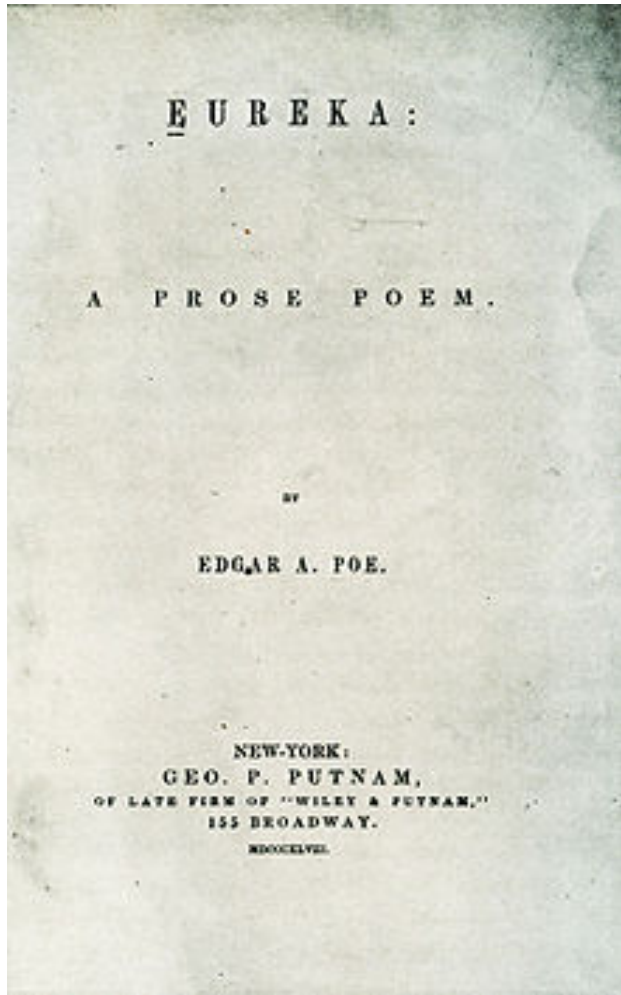 EUREKA:
A PROSE POEM.
BY
EDGAR A. POE.
NEW-YORK:
GEO. P. PUTNAM,
OF LATE FIRM OF "WILEY & PUTNAM,"
155 BROADWAY.
MDCCCXLVIII.